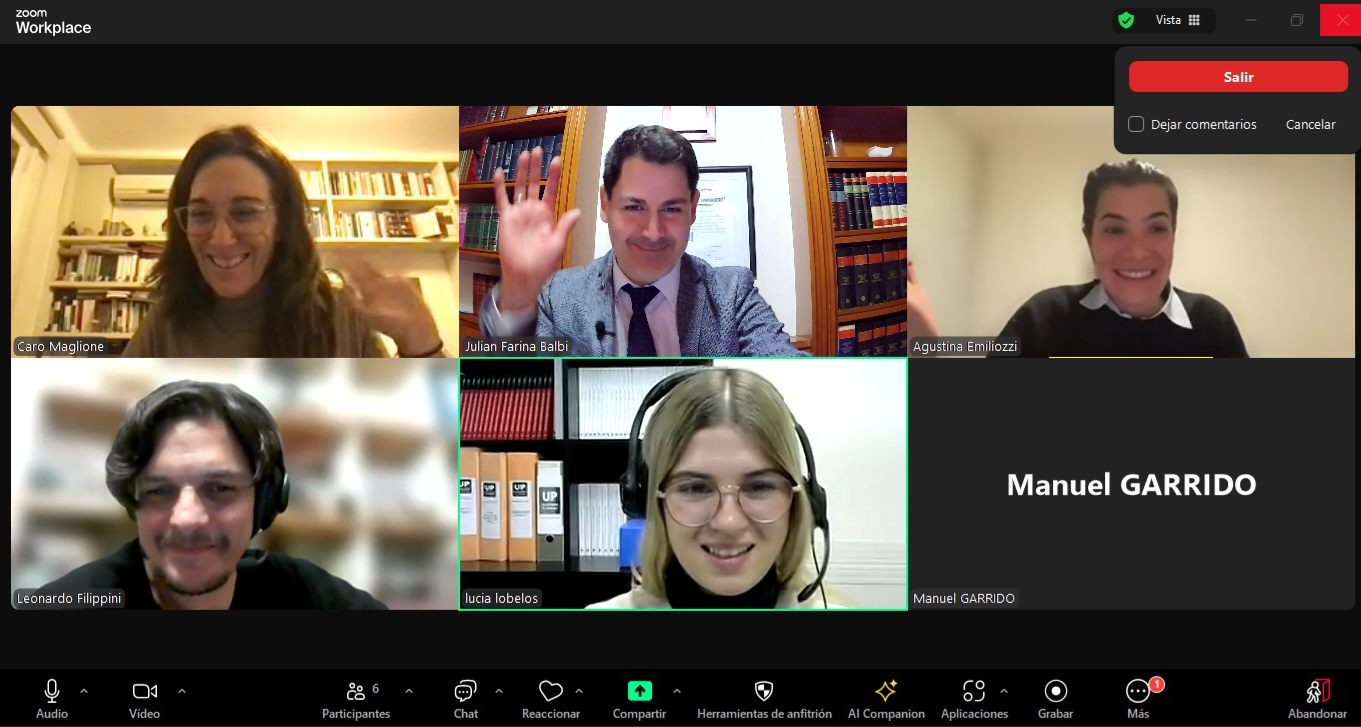 zoom
Workplace
Vista
Salir
Dejar comentarios
Cancelar
Caro Maglione
Julian Farina Balbi
Agustina Emiliozzi
UP
UP
UP
UP
Leonardo Filippini
lucia lobelos
Manuel GARRIDO
Manuel GARRIDO
Audio
Vídeo
Participantes
6
Chat
Reaccionar
Compartir
Herramientas de anfitrión
AI Companion
Aplicaciones
Grabar
1
Más
Abandonar